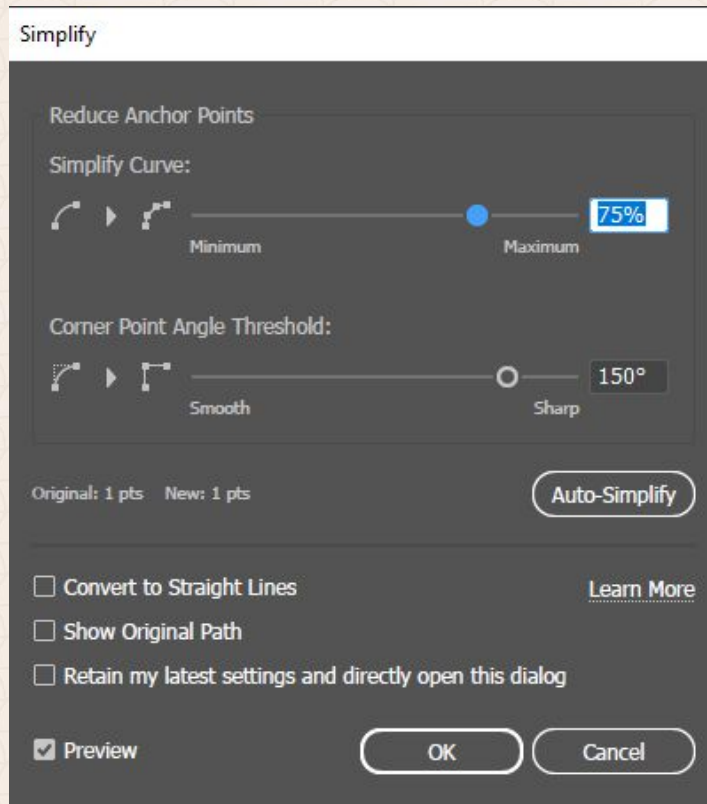 Simplify
Reduce Anchor Points
Simplify Curve:
75%
Minimum Maximum
Corner Point Angle Threshold:
150°
Smooth Sharp
Original: 1 pts New: 1 pts
Auto-Simplify
Convert to Straight Lines
Learn More
Show Original Path
Retain my latest settings and directly open this dialog
Preview
OK
Cancel